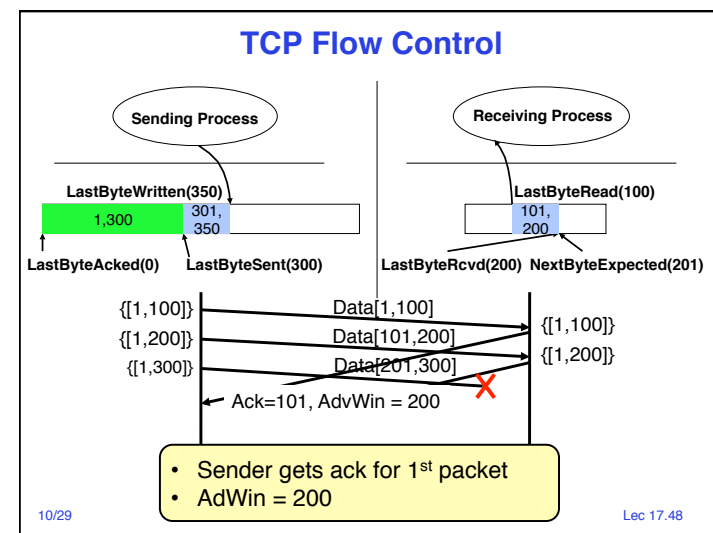 TCP Flow Control
Sending Process
Receiving Process
LastByteWritten(350)
LastByteRead(100)
1,300
301,
350
101,
200
LastByteAcked(0)
LastByteSent(300)
LastByteRcvd(200)
NextByteExpected(201)
{[1,100]}
Data[1,100]
{[1,100]}
{[1,200]}
Data[101,200]
{[1,200]}
{[1,300]}
Data[201,300]
Ack=101, AdvWin = 200
• Sender gets ack for 1st packet
• AdWin = 200
10/29
Lec 17.48